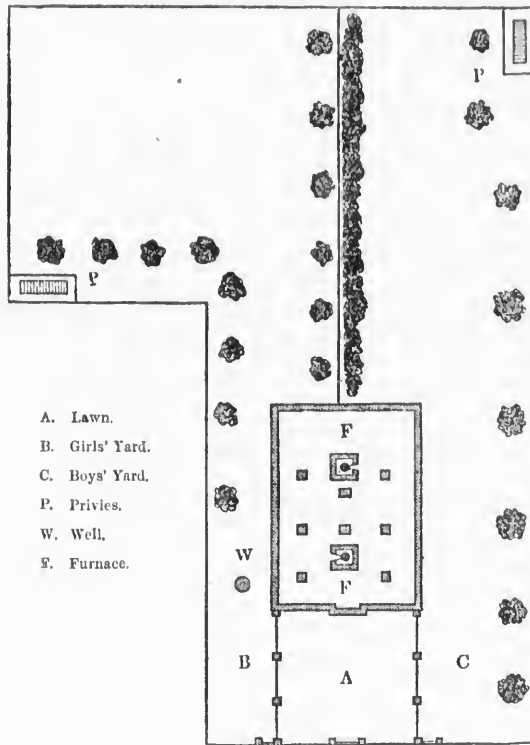 P
P
A. Lawn.
B. Girls' Yard.
C. Boys' Yard.
P. Privies.
W. Well.
F. Furnace.
F
W
F
B
A
C